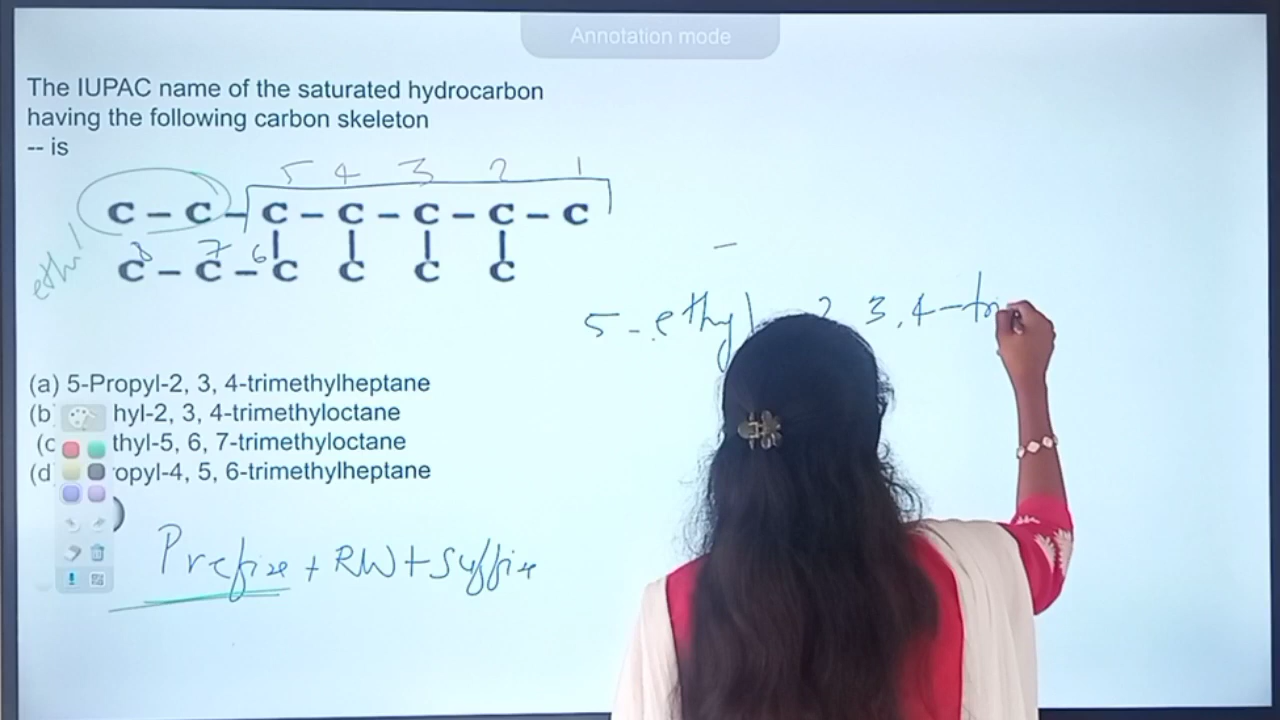 Annotation mode
The IUPAC name of the saturated hydrocarbon
having the following carbon skeleton
-- is
5 4 3 2 1
C – C – C – C – C – C – C
8 7 6
C – C – C C C C
ethyl
5-ethyl 2 3,4-tri
(a) 5-Propyl-2, 3, 4-trimethylheptane
(b hyl-2, 3, 4-trimethyloctane
(c thyl-5, 6, 7-trimethyloctane
(d opyl-4, 5, 6-trimethylheptane
Prefix + RW + Suffix